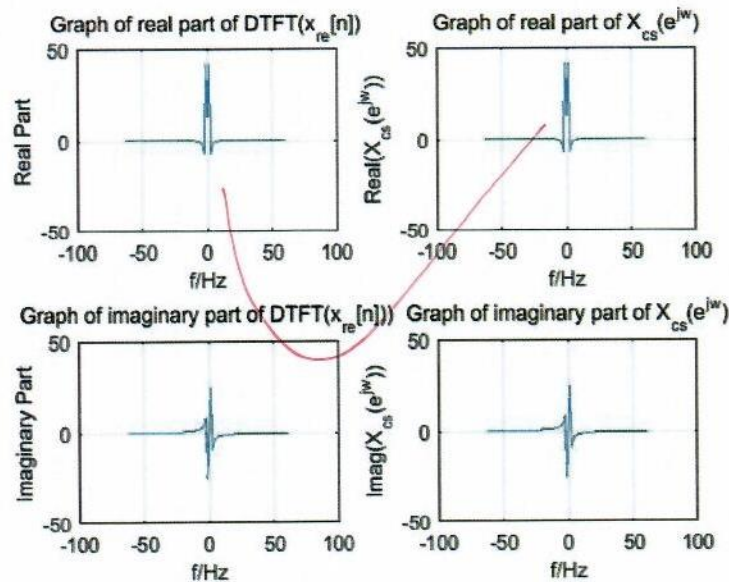 Graph of real part of DTFT(x_re[n])
Graph of real part of X_cs(e^jw)
50
0
-50
Real Part
-100 -50 0 50 100
f/Hz
50
0
-50
Real(X_cs(e^jw))
-100 -50 0 50 100
f/Hz
Graph of imaginary part of DTFT(x_re[n]))
Graph of imaginary part of X_cs(e^jw)
50
0
-50
Imaginary Part
-100 -50 0 50 100
f/Hz
50
0
-50
Imag(X_cs(e^jw))
-100 -50 0 50 100
f/Hz